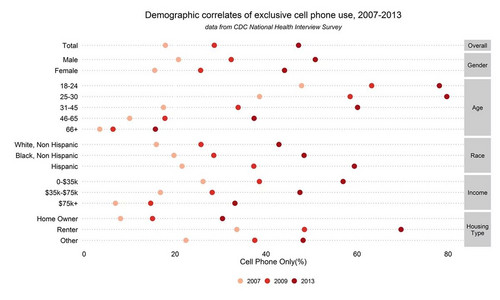 Demographic correlates of exclusive cell phone use, 2007-2013
data from CDC National Health Interview Survey
Total
Overall
Male
Female
Gender
18-24
25-30
31-45
46-65
66+
Age
White, Non Hispanic
Black, Non Hispanic
Hispanic
Race
0-$35k
$35k-$75k
$75k+
Income
Home Owner
Renter
Other
Housing
Type
0 20 40 60 80
Cell Phone Only(%)
2007 2009 2013